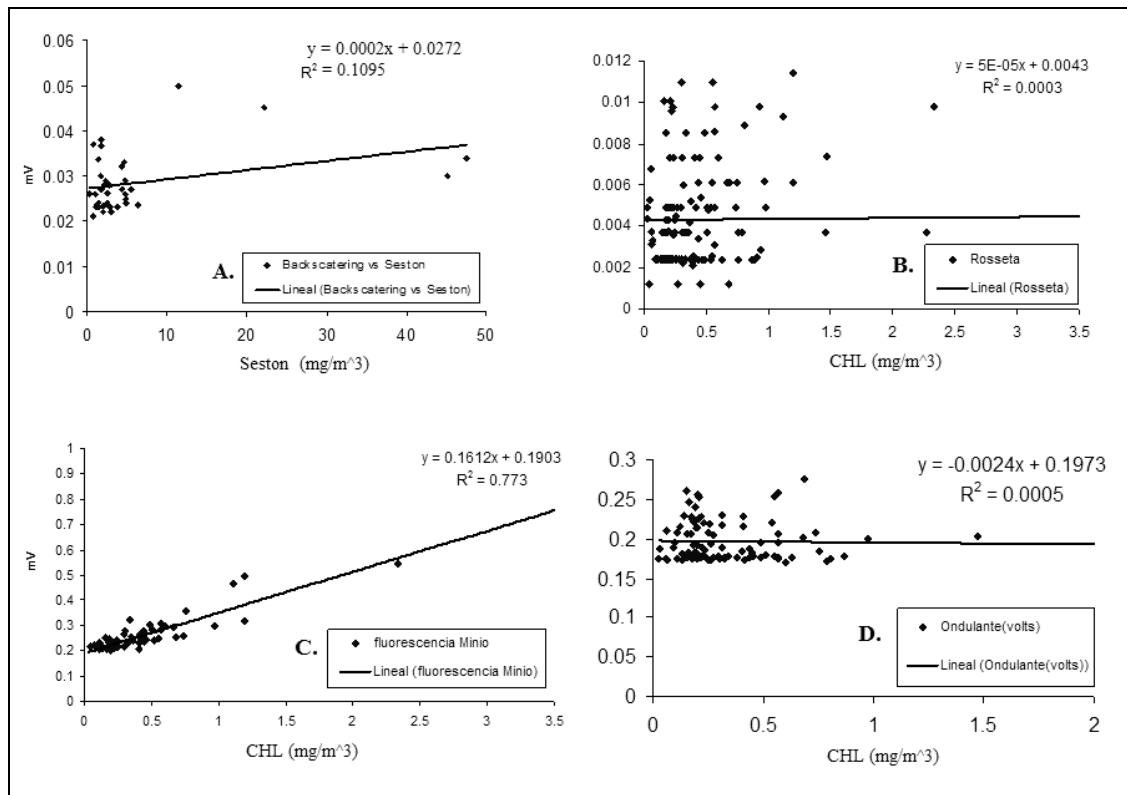 y = 0.0002x + 0.0272
R² = 0.1095
0.06
0.05
0.04
0.03
0.02
0.01
0
mV
A.
Backscatering vs Seston
Lineal (Backscatering vs Seston)
0 10 20 30 40 50
Seston (mg/m^3)
y = 5E-05x + 0.0043
R² = 0.0003
0.012
0.01
0.008
0.006
0.004
0.002
0
B.
Rosseta
Lineal (Rosseta)
0 0.5 1 1.5 2 2.5 3 3.5
CHL (mg/m^3)
y = 0.1612x + 0.1903
R² = 0.773
1
0.9
0.8
0.7
0.6
0.5
0.4
0.3
0.2
0.1
0
mV
C.
fluorescencia Minio
Lineal (fluorescencia Minio)
0 0.5 1 1.5 2 2.5 3 3.5
CHL (mg/m^3)
y = -0.0024x + 0.1973
R² = 0.0005
0.3
0.25
0.2
0.15
0.1
0.05
0
D.
Ondulante(volts)
Lineal (Ondulante(volts))
0 0.5 1 1.5 2
CHL (mg/m^3)